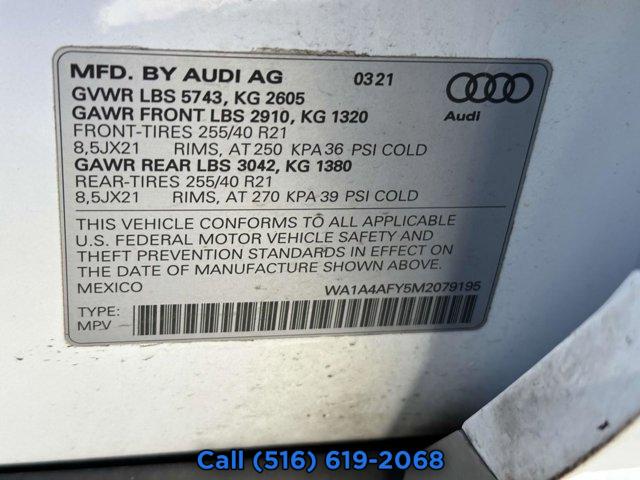 MFD. BY AUDI AG 03 21
GVWR LBS 5743, KG 2605
GAWR FRONT LBS 2910, KG 1320
FRONT-TIRES 255/40 R21
8,5JX21 RIMS, AT 250 KPA 36 PSI COLD
GAWR REAR LBS 3042, KG 1380
REAR-TIRES 255/40 R21
8,5JX21 RIMS, AT 270 KPA 39 PSI COLD
Audi
THIS VEHICLE CONFORMS TO ALL APPLICABLE
U.S. FEDERAL MOTOR VEHICLE SAFETY AND
THEFT PREVENTION STANDARDS IN EFFECT ON
THE DATE OF MANUFACTURE SHOWN ABOVE.
MEXICO WA1A4AFY5M2079195
TYPE:
MPV
Call (516) 619-2068